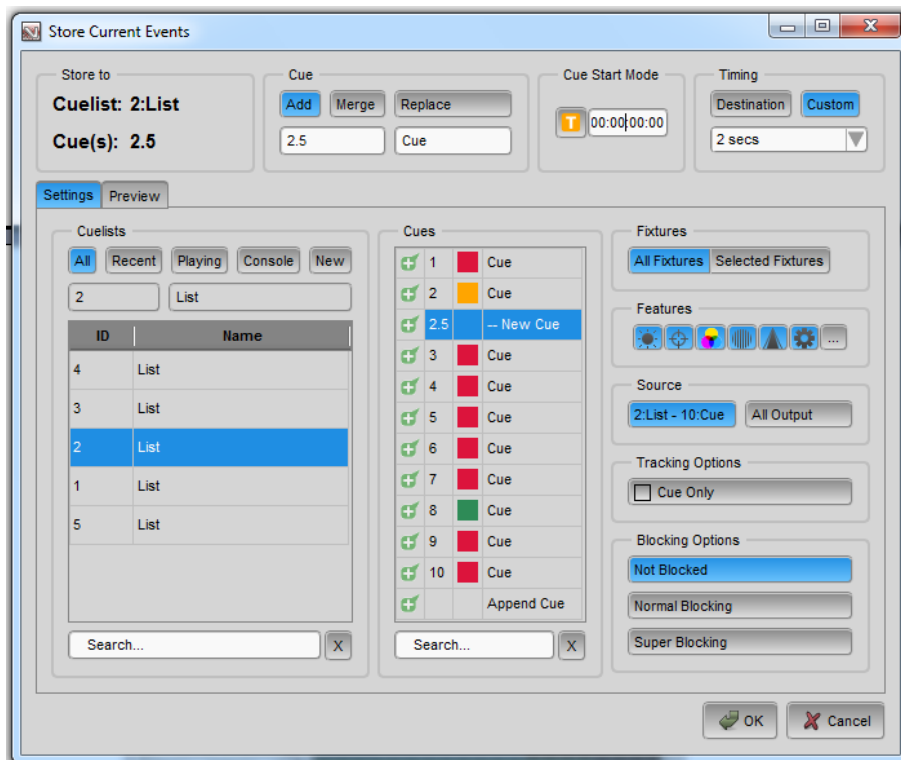 Store Current Events
Store to
Cuelist: 2:List
Cue(s): 2.5
Cue
Add Merge Replace
2.5 Cue
Cue Start Mode
T 00:00:00:00
Timing
Destination Custom
2 secs
Settings Preview
Cuelists
All Recent Playing Console New
2 List
ID Name
4 List
3 List
2 List
1 List
5 List
Search... X
Cues
1 Cue
2 Cue
2.5 -- New Cue
3 Cue
4 Cue
5 Cue
6 Cue
7 Cue
8 Cue
9 Cue
10 Cue
Append Cue
Search... X
Fixtures
All Fixtures Selected Fixtures
Features
...
Source
2:List - 10:Cue All Output
Tracking Options
Cue Only
Blocking Options
Not Blocked
Normal Blocking
Super Blocking
OK Cancel